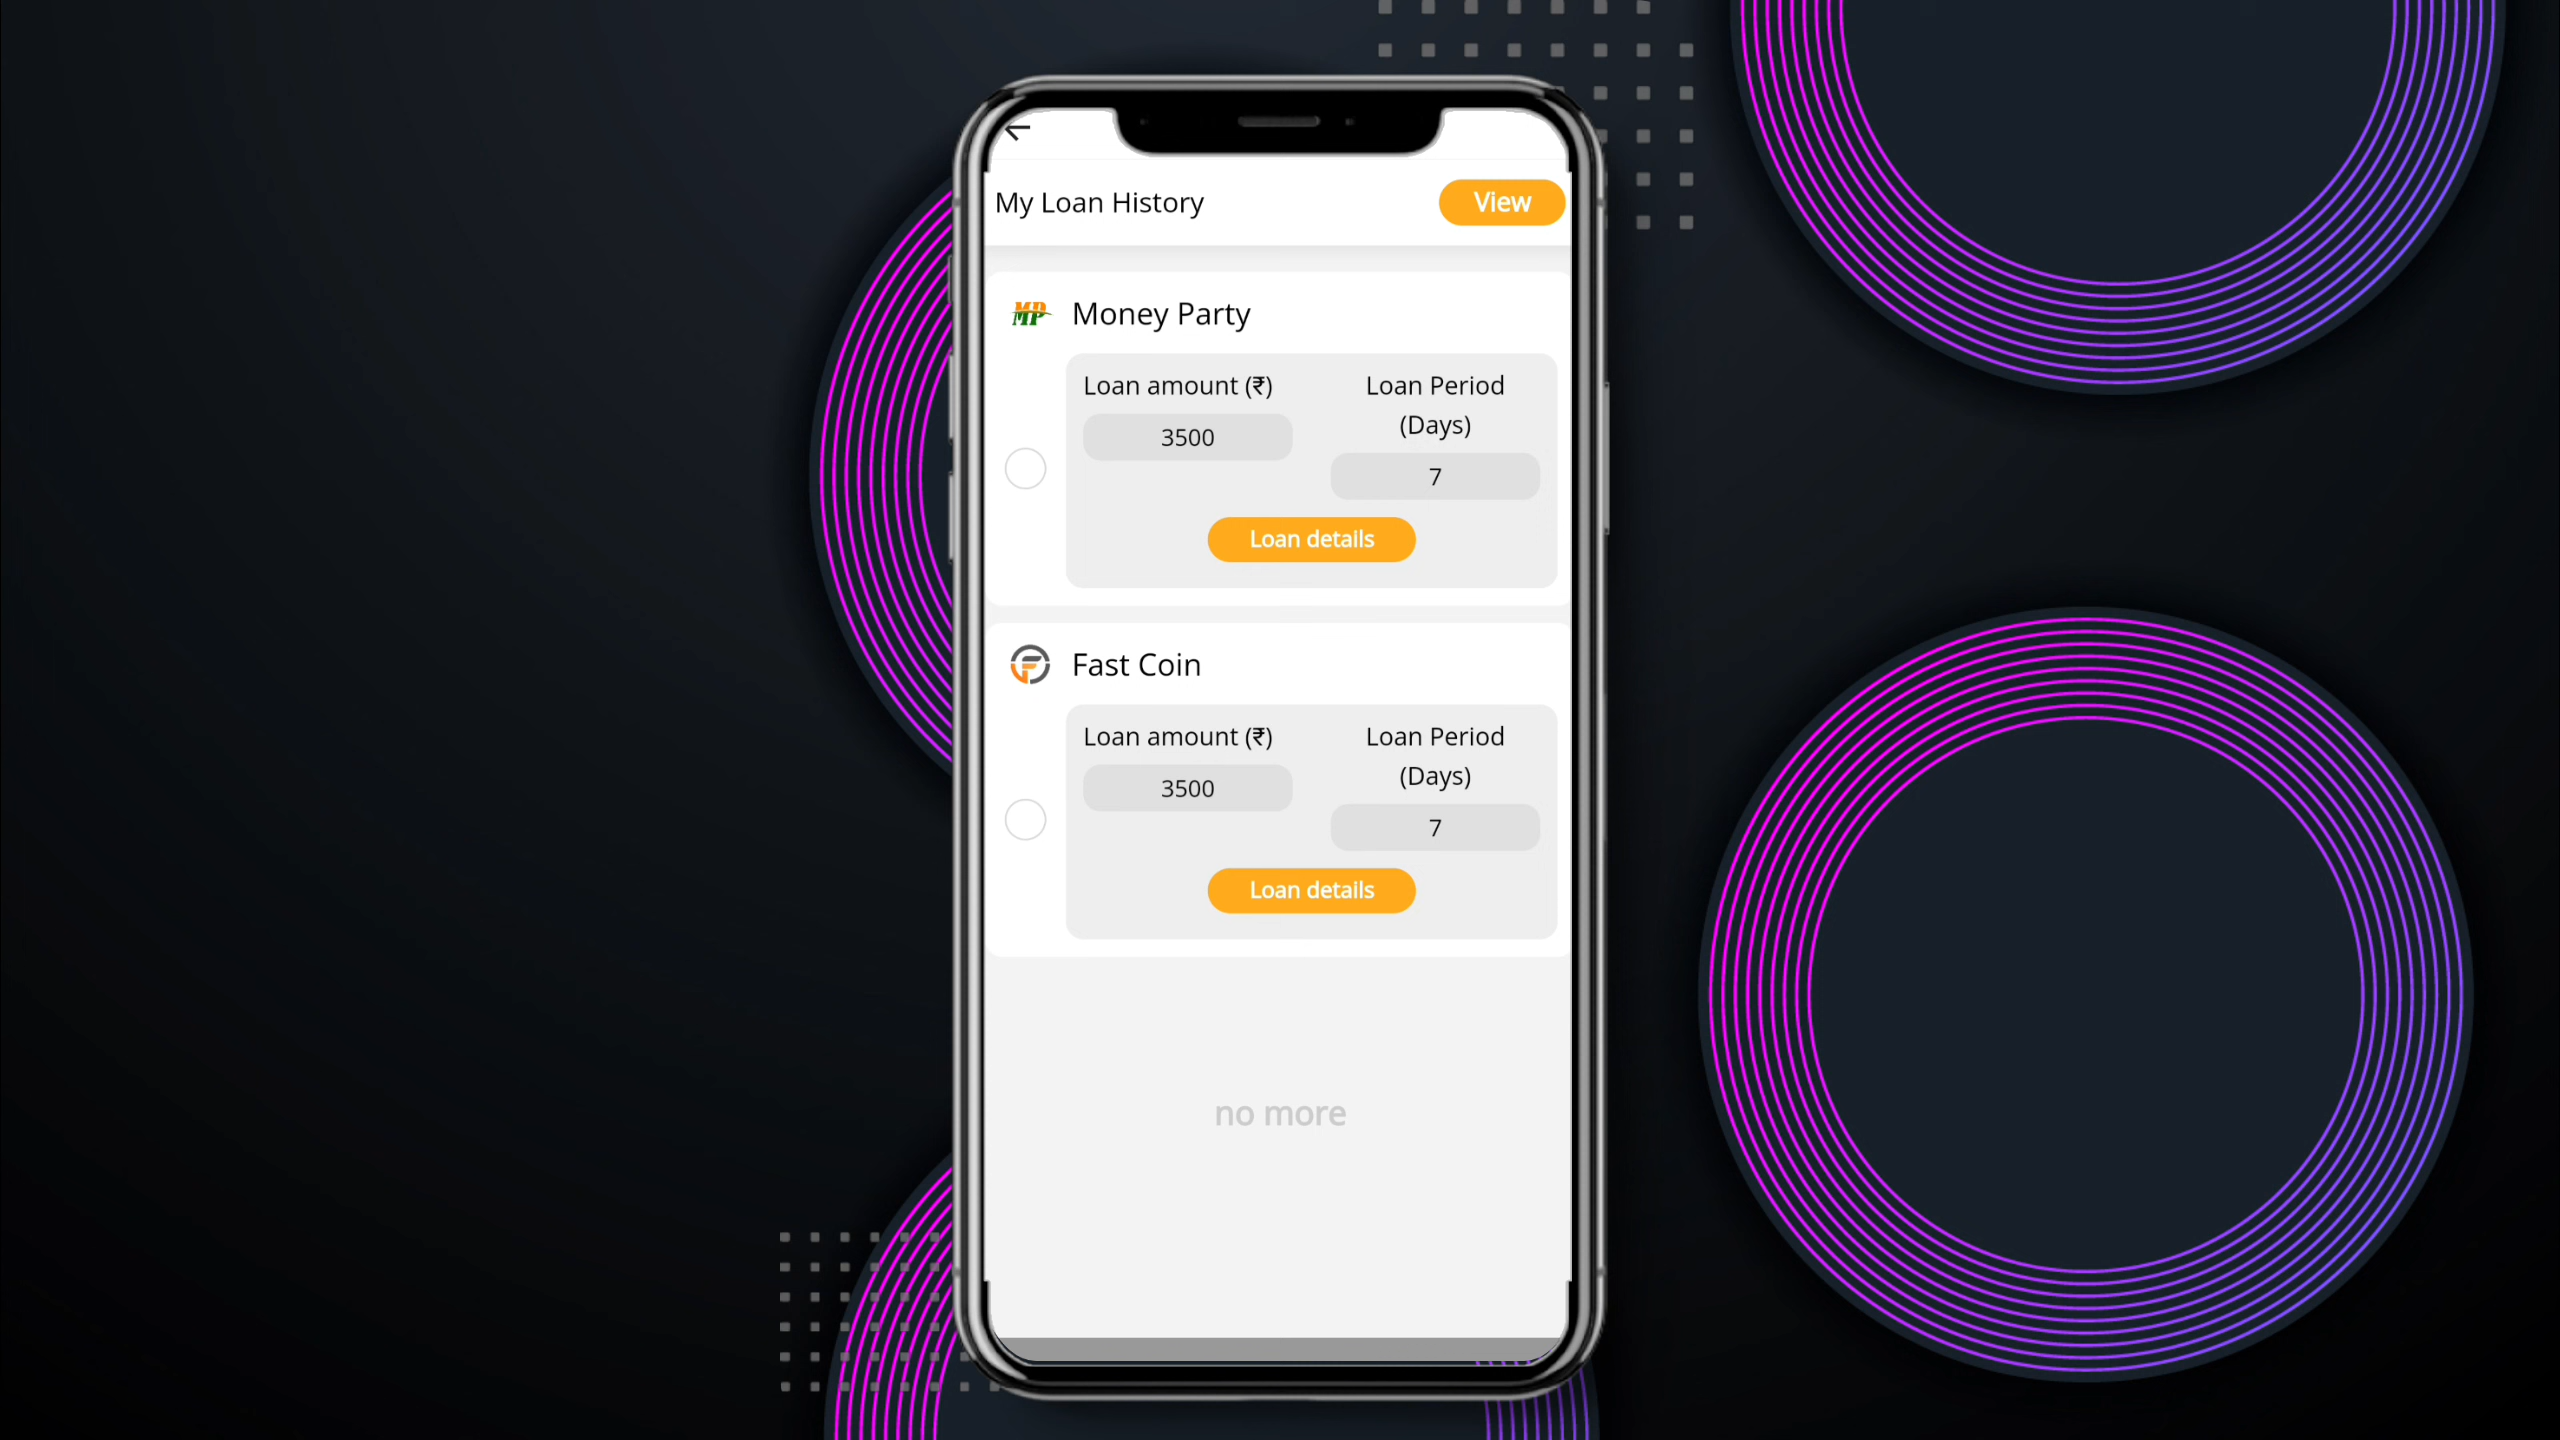 My Loan History
View
MP
Money Party
Loan amount (₹)
Loan Period
(Days)
3500
7
Loan details
Fast Coin
Loan amount (₹)
Loan Period
(Days)
3500
7
Loan details
no more